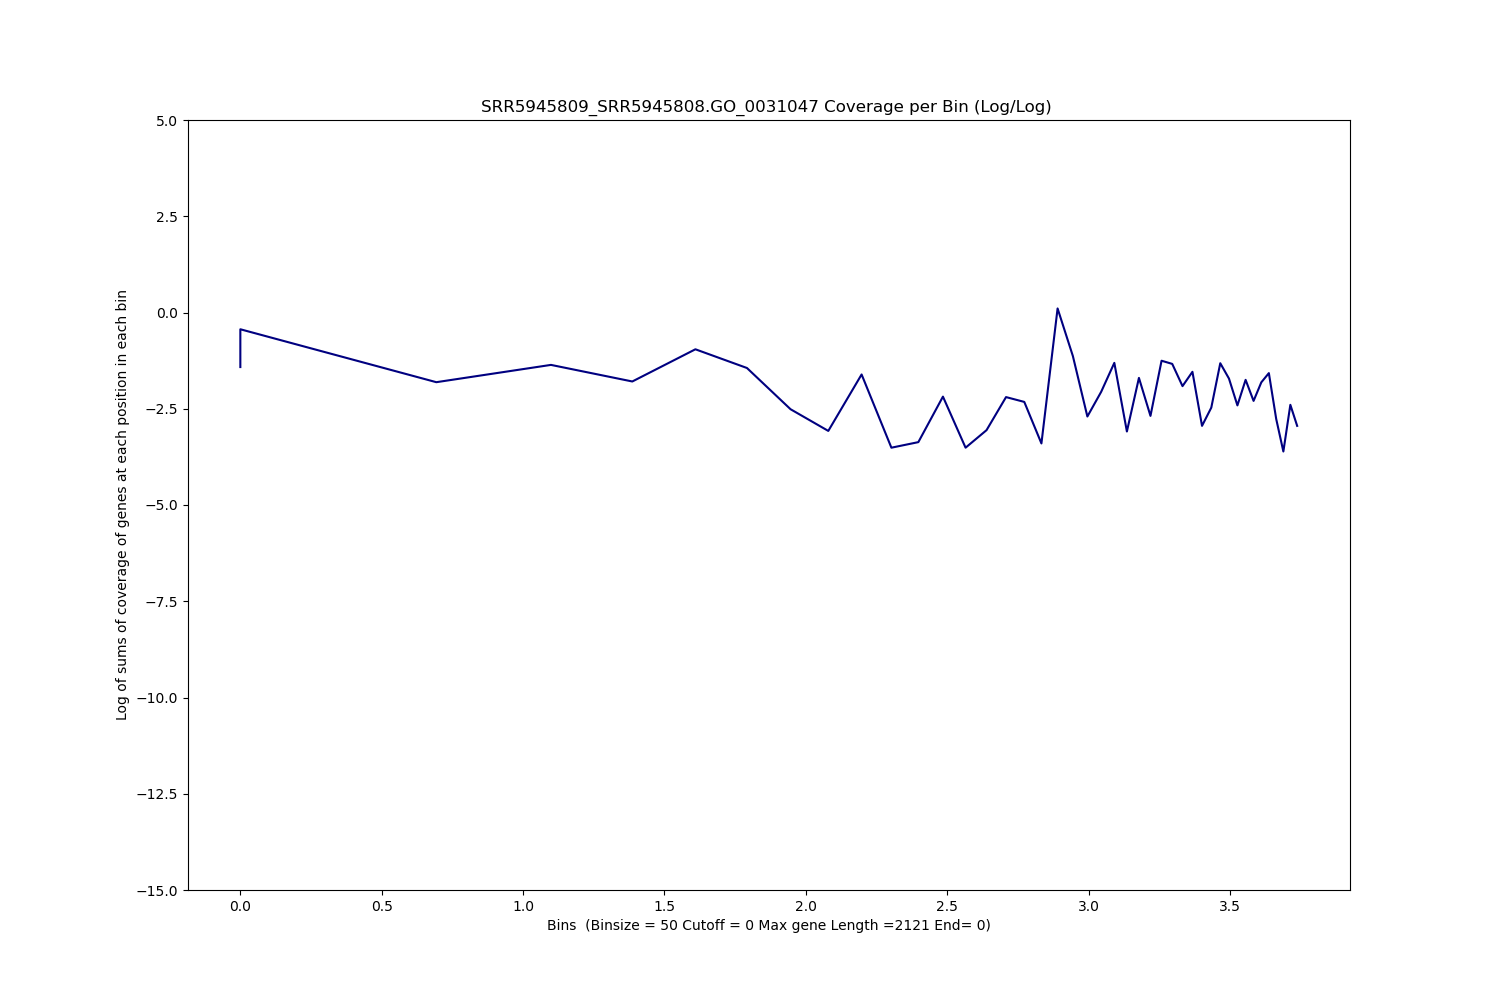 SRR5945809_SRR5945808.GO_0031047 Coverage per Bin (Log/Log)
5.0
2.5
0.0
−2.5
−5.0
−7.5
−10.0
−12.5
−15.0
Log of sums of coverage of genes at each position in each bin
0.0 0.5 1.0 1.5 2.0 2.5 3.0 3.5
Bins  (Binsize = 50 Cutoff = 0 Max gene Length =2121 End= 0)